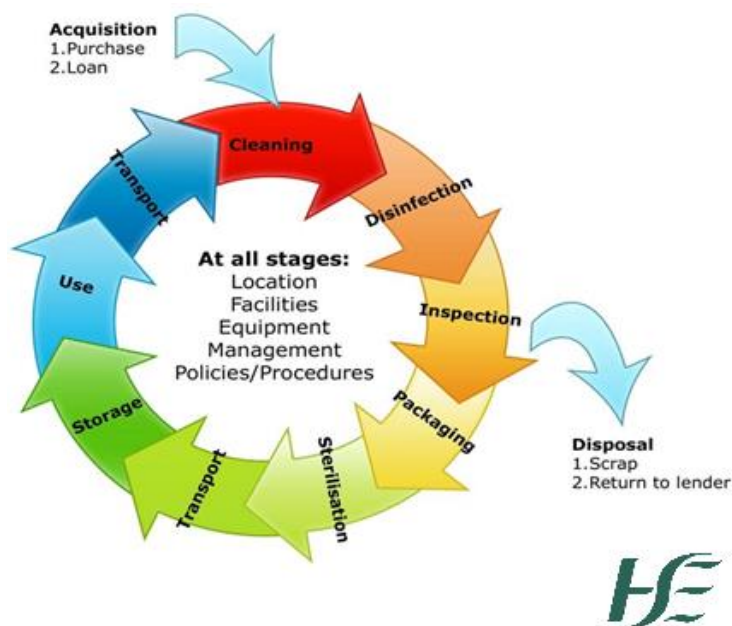 Acquisition
1.Purchase
2.Loan
Cleaning
Disinfection
Inspection
Packaging
Sterilisation
Transport
Storage
Use
Transport
At all stages:
Location
Facilities
Equipment
Management
Policies/Procedures
Disposal
1.Scrap
2.Return to lender
HSE